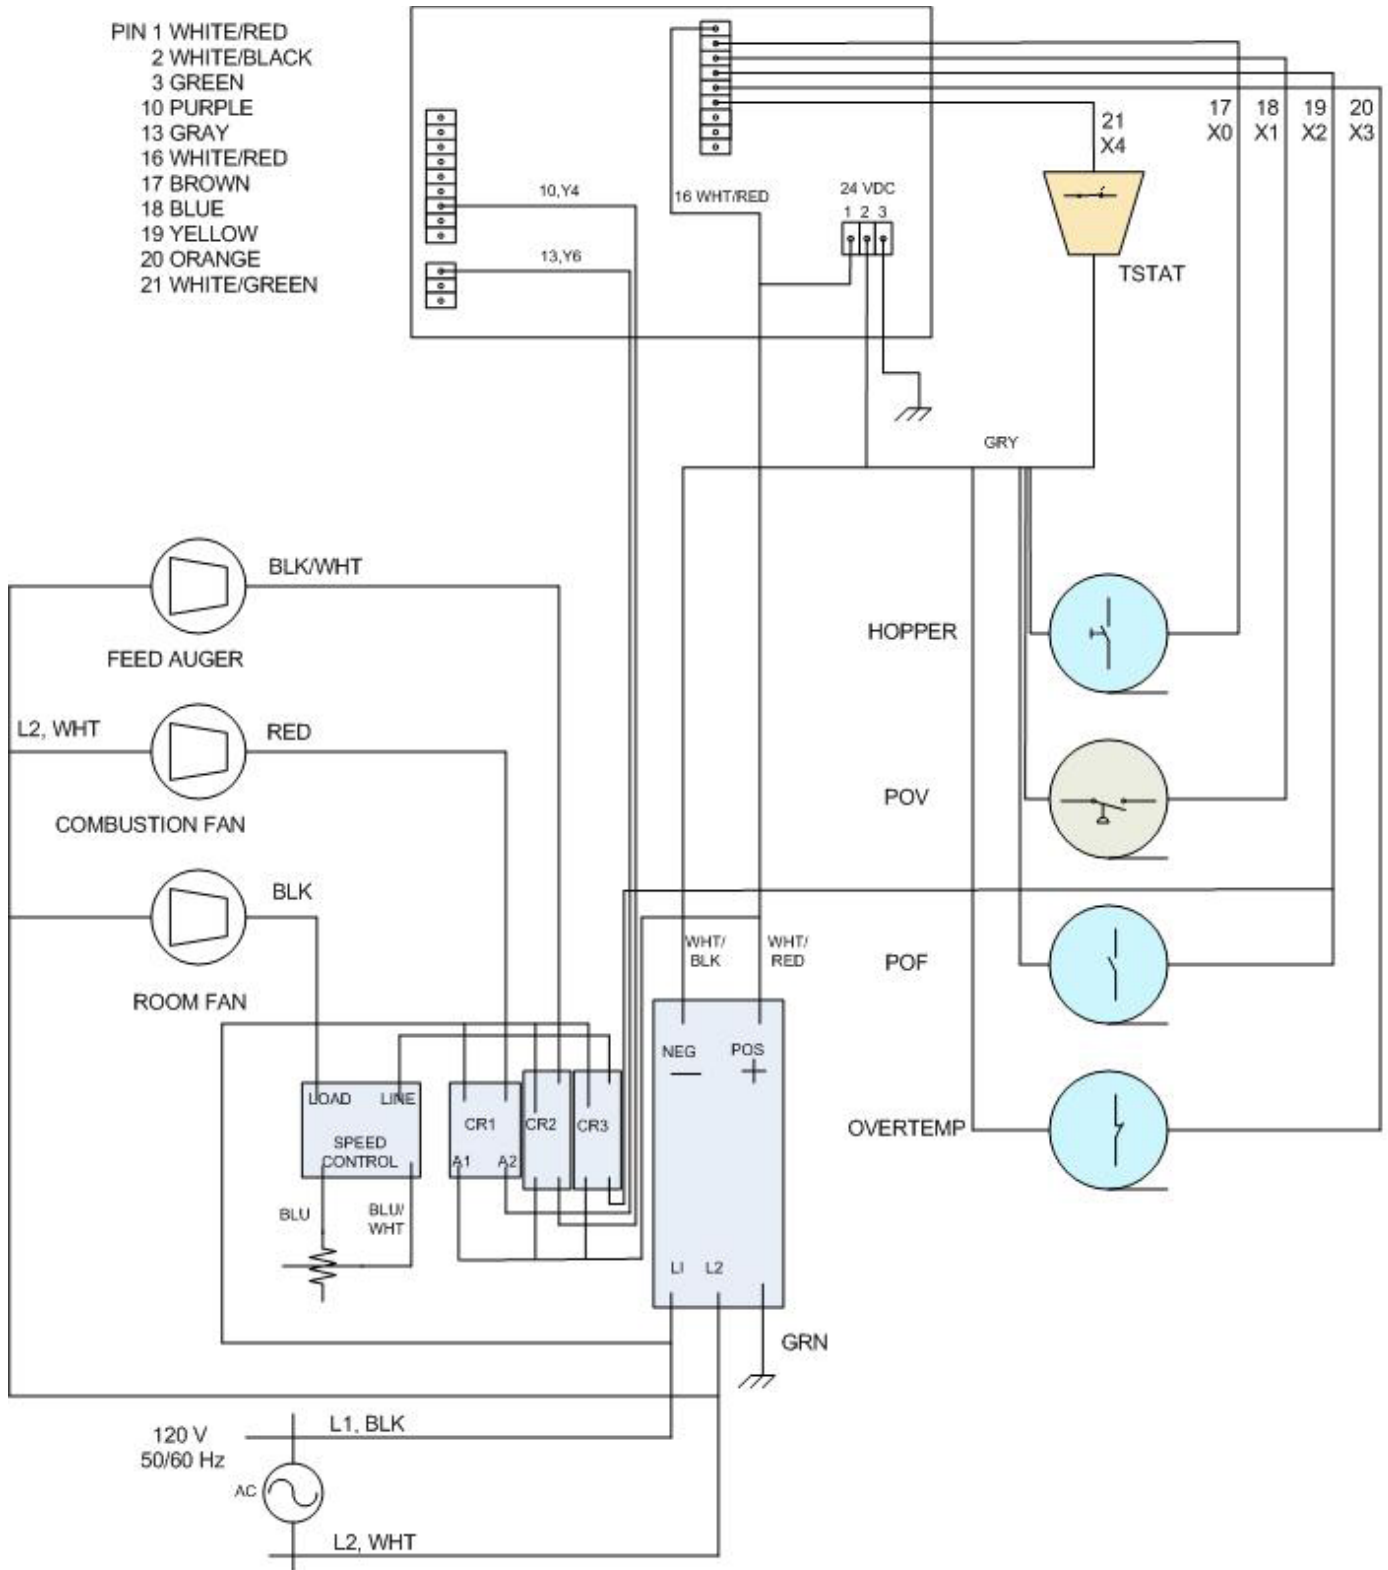 PIN 1 WHITE/RED
2 WHITE/BLACK
3 GREEN
10 PURPLE
13 GRAY
16 WHITE/RED
17 BROWN
18 BLUE
19 YELLOW
20 ORANGE
21 WHITE/GREEN
10,Y4
13,Y6
16 WHT/RED
24 VDC
1 2 3
21
X4
17
X0
18
X1
19
X2
20
X3
TSTAT
GRY
BLK/WHT
FEED AUGER
L2, WHT
RED
COMBUSTION FAN
BLK
ROOM FAN
HOPPER
POV
POF
OVERTEMP
WHT/
BLK
WHT/
RED
NEG
POS
LOAD
LINE
SPEED
CONTROL
CR1
A1
A2
CR2
CR3
BLU
BLU/
WHT
L1
L2
GRN
120 V
50/60 Hz
AC
L1, BLK
L2, WHT